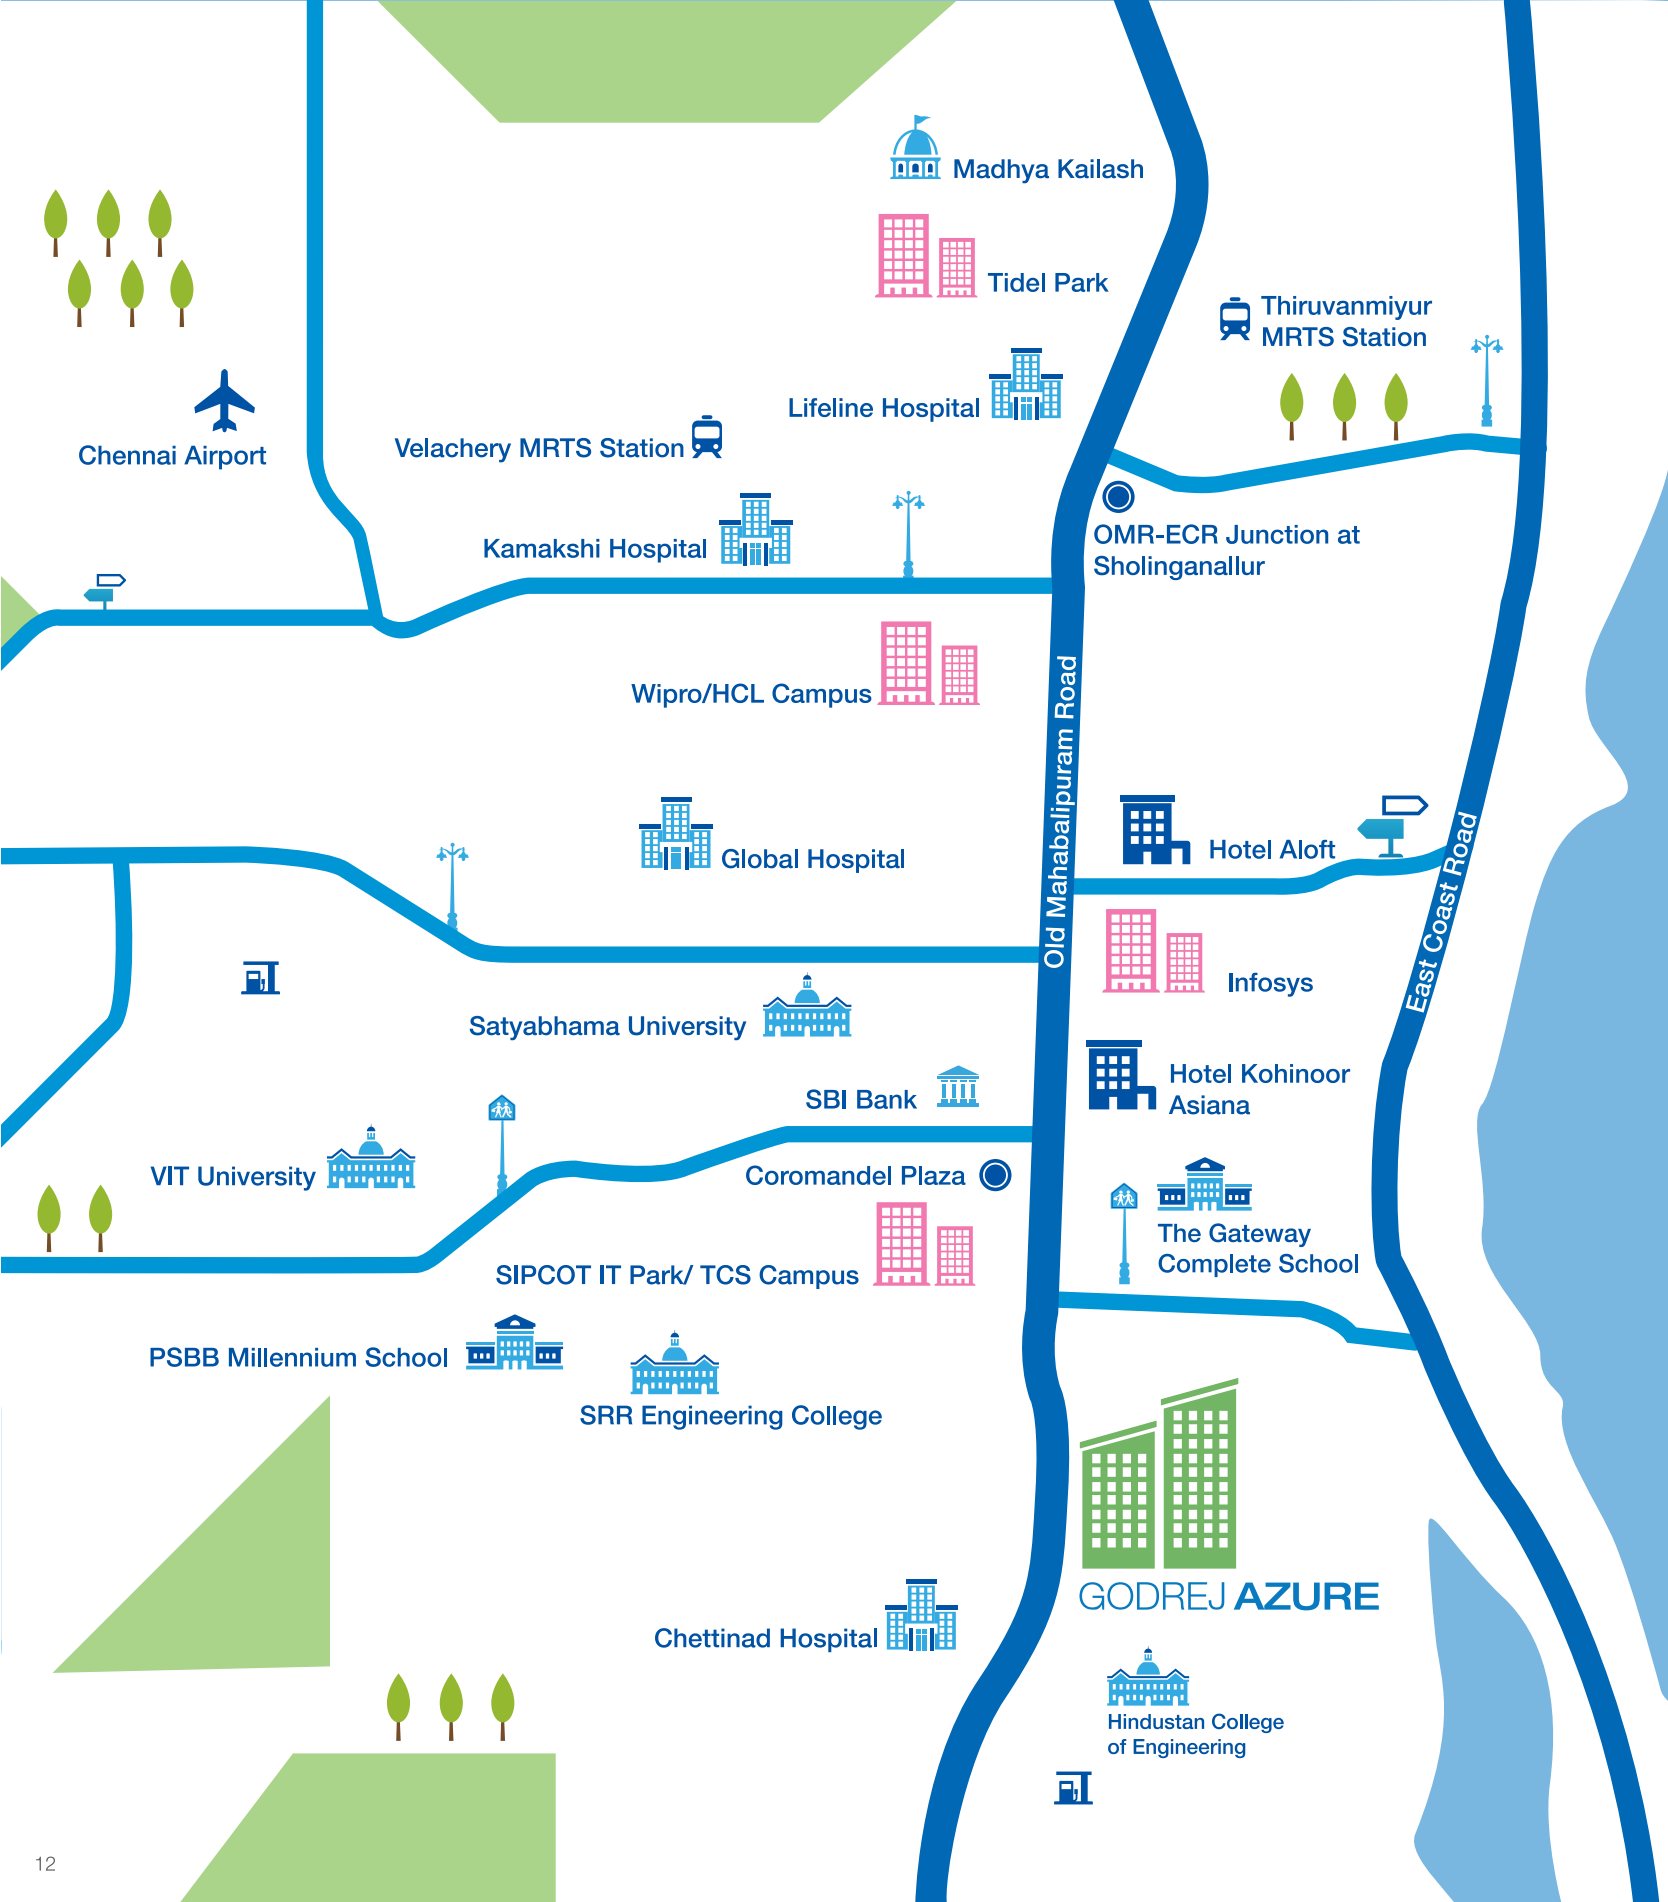 Madhya Kailash
Tidel Park
Thiruvanmiyur
MRTS Station
Lifeline Hospital
Velachery MRTS Station
Chennai Airport
OMR-ECR Junction at
Sholinganallur
Kamakshi Hospital
Wipro/HCL Campus
Old Mahabalipuram Road
Hotel Aloft
East Coast Road
Global Hospital
Infosys
Satyabhama University
Hotel Kohinoor
Asiana
SBI Bank
VIT University
Coromandel Plaza
The Gateway
Complete School
SIPCOT IT Park/ TCS Campus
PSBB Millennium School
SRR Engineering College
GODREJ AZURE
Chettinad Hospital
Hindustan College
of Engineering
12